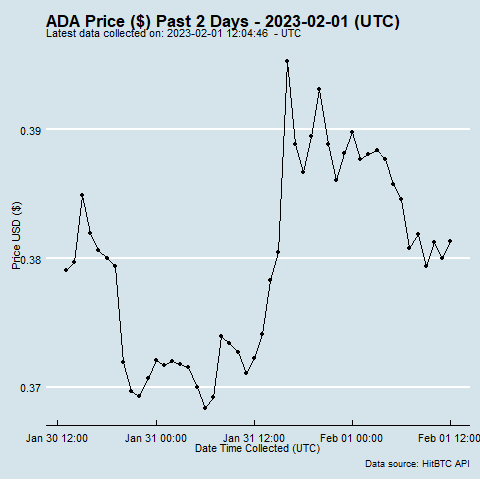 ADA Price ($) Past 2 Days - 2023-02-01 (UTC)
Latest data collected on: 2023-02-01 12:04:46 - UTC
0.39
0.38
0.37
Price USD ($)
Jan 30 12:00 Jan 31 00:00 Jan 31 12:00 Feb 01 00:00 Feb 01 12:00
Date Time Collected (UTC)
Data source: HitBTC API